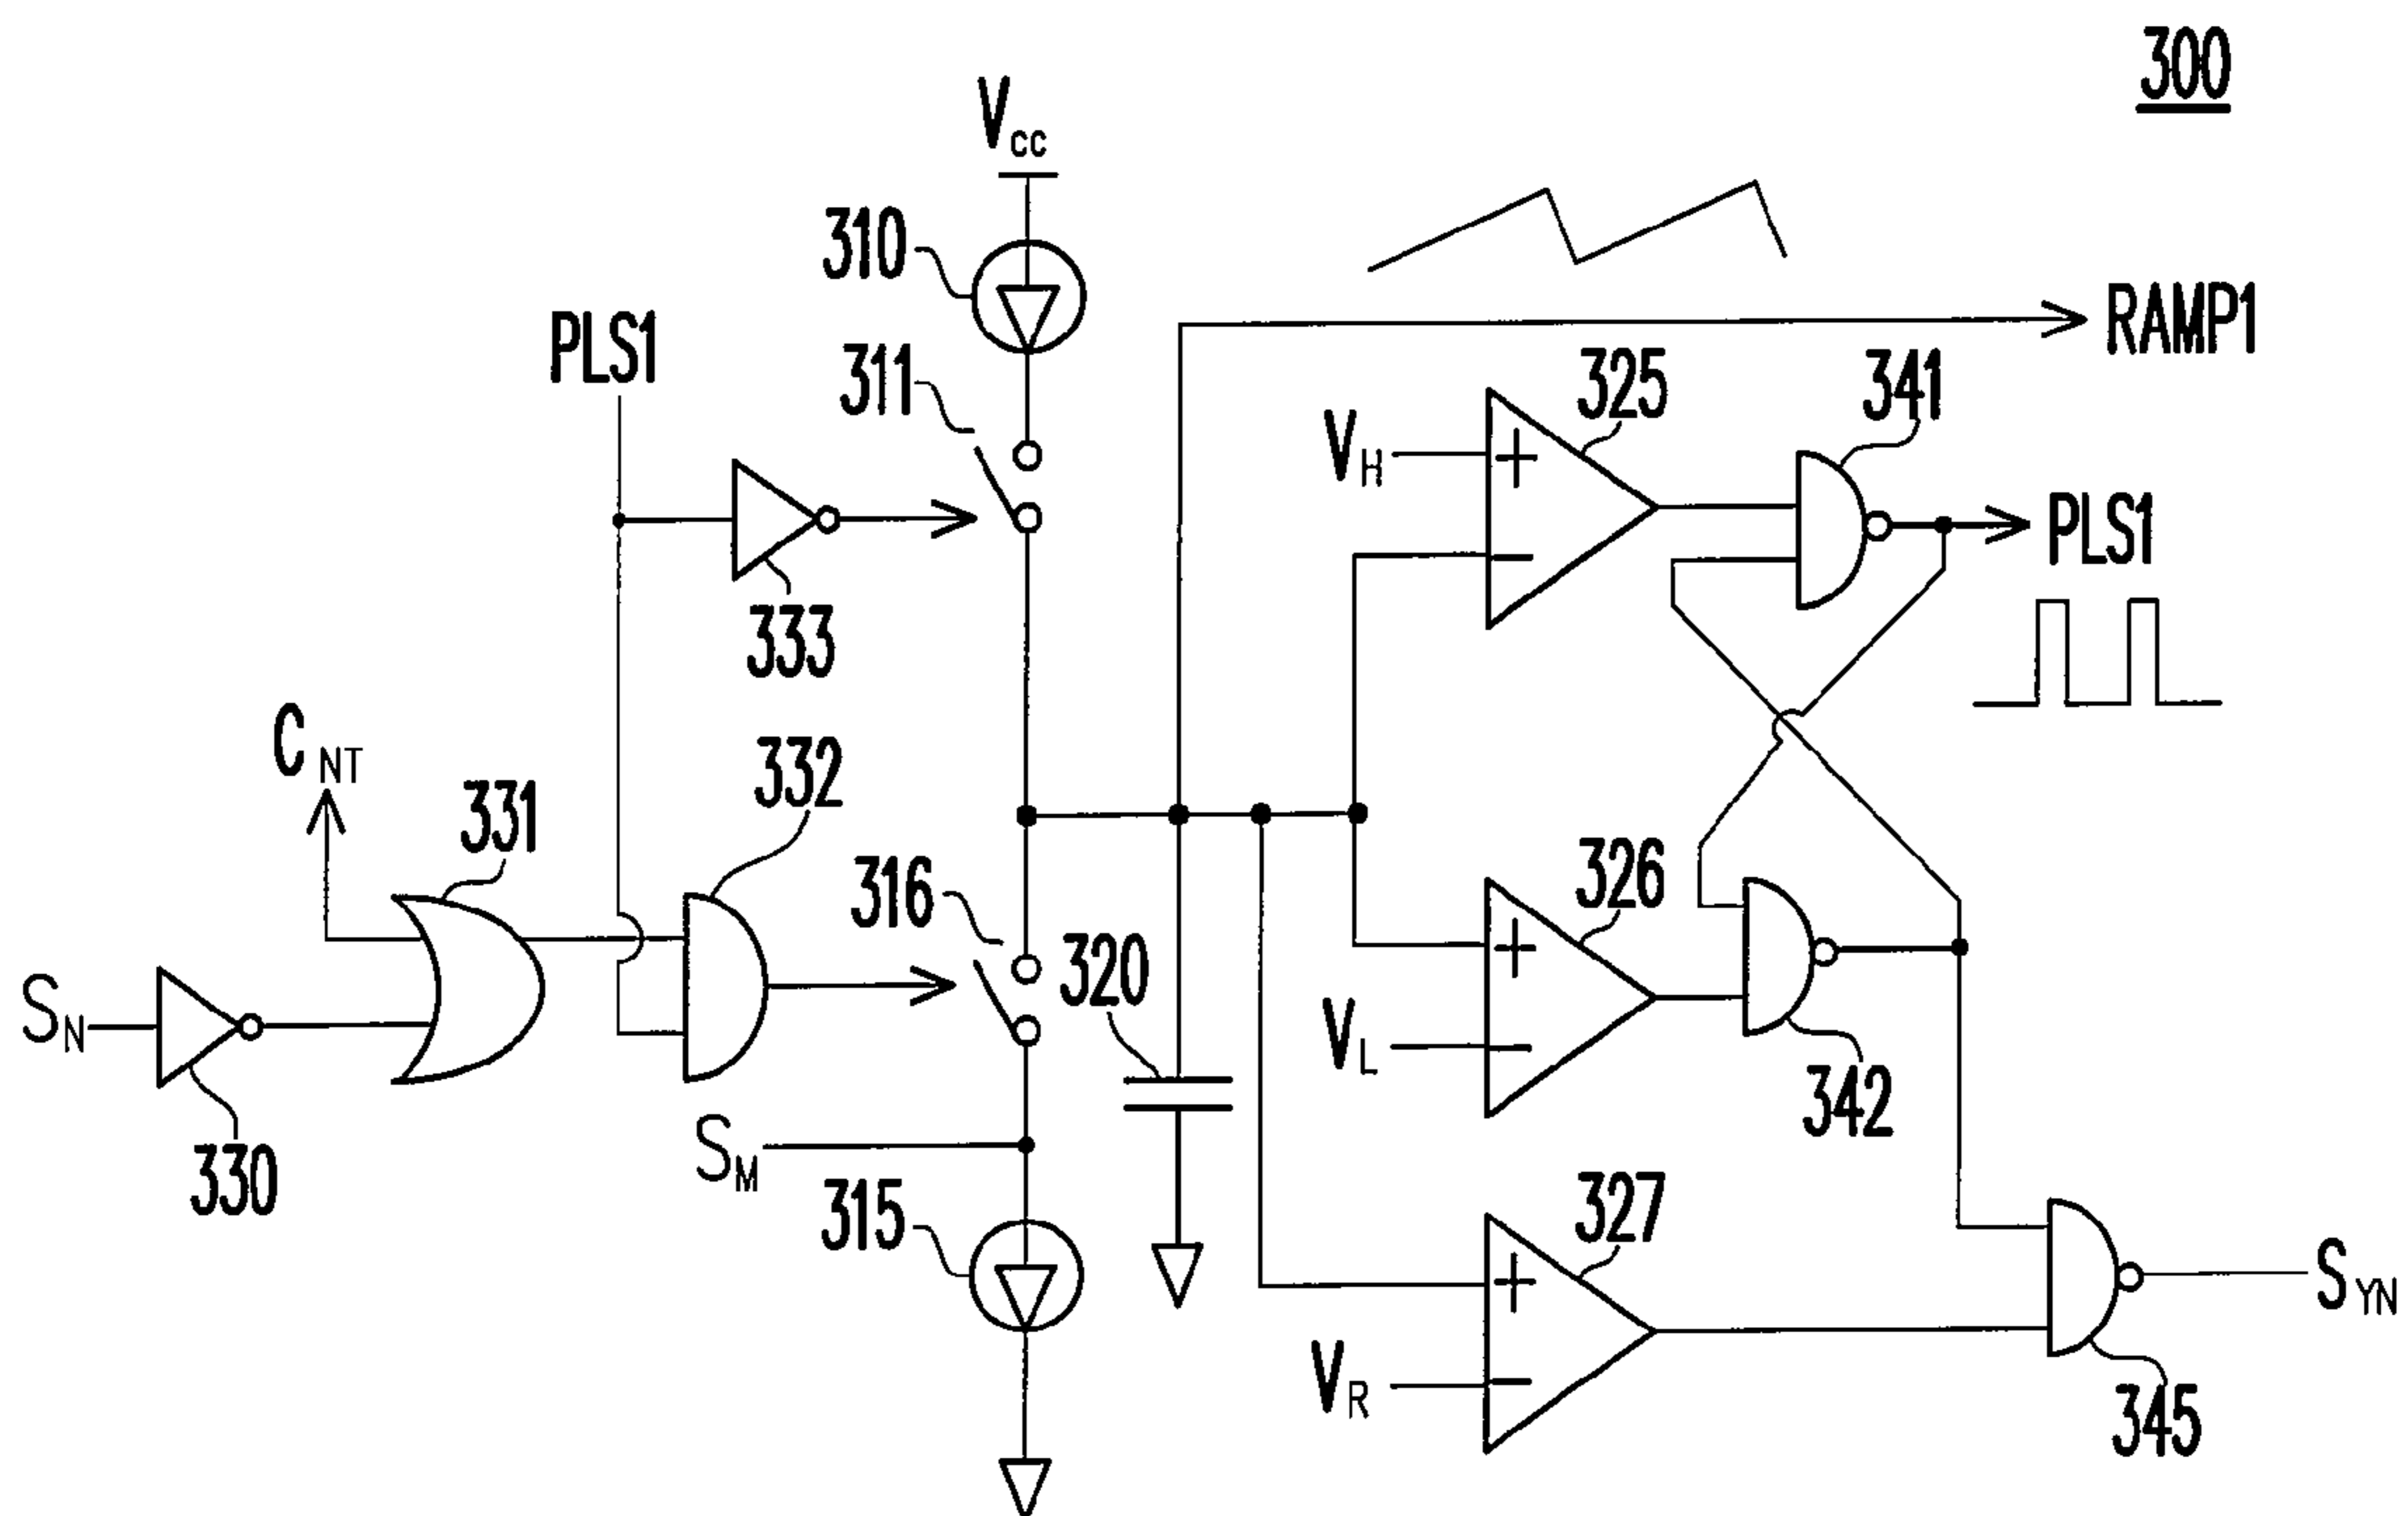 300
Vcc
310
PLS1
311
RAMP1
325
341
VH
+
−
PLS1
333
CNT
331
332
316
320
326
+
VL
−
342
SN
330
SM
315
327
+
VR
−
SYN
345